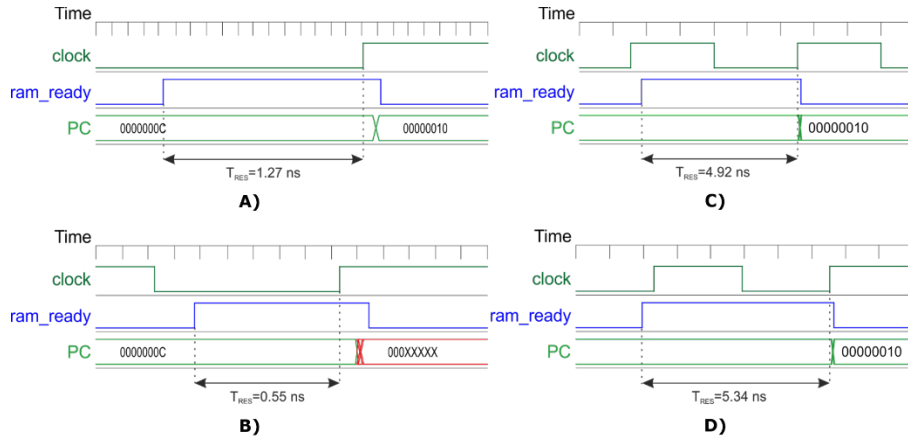 Time
clock
ram_ready
PC
0000000C
00000010
T_RES=1.27 ns
A)
Time
clock
ram_ready
PC
00000010
T_RES=4.92 ns
C)
Time
clock
ram_ready
PC
0000000C
000XXXXX
T_RES=0.55 ns
B)
Time
clock
ram_ready
PC
00000010
T_RES=5.34 ns
D)